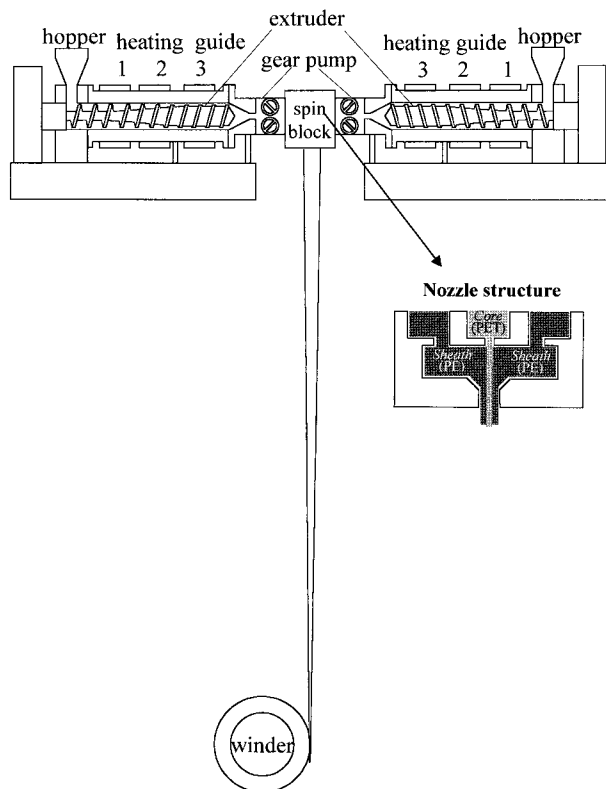 extruder
hopper heating guide
1 2 3
gear pump
heating guide hopper
3 2 1
spin
block
Nozzle structure
Core
(PET)
Sheath
(PE)
Sheath
(PE)
winder